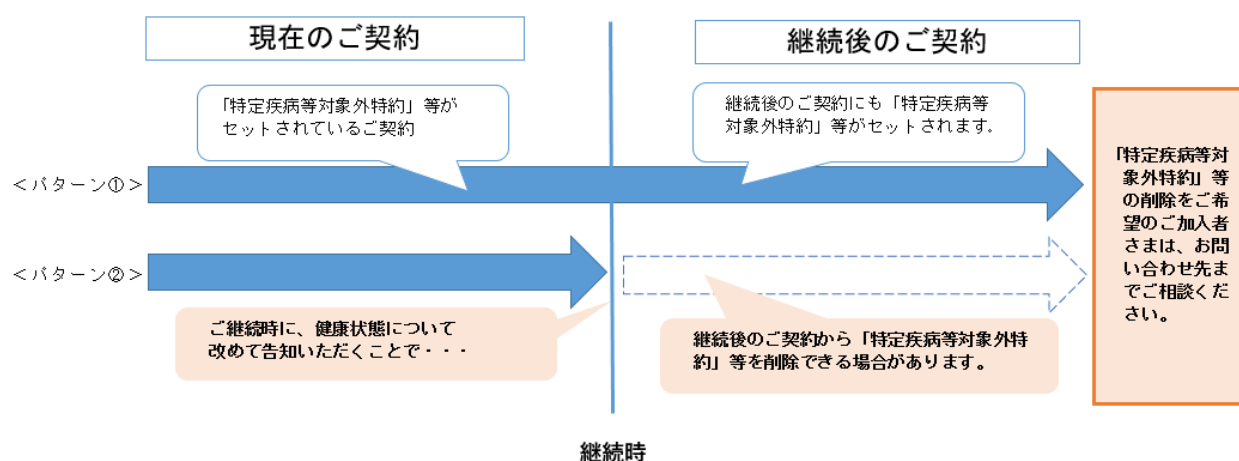 現在のご契約
継続後のご契約
「特定疾病等対象外特約」等が
セットされているご契約
継続後のご契約にも「特定疾病等
対象外特約」等がセットされます。
＜パターン①＞
＜パターン②＞
ご継続時に、健康状態について
改めて告知いただくことで・・・
継続後のご契約から「特定疾病等対象外特
約」等を削除できる場合があります。
「特定疾病等対
象外特約」等
の削除をご希
望のご加入者
さまは、お問
い合わせ先ま
でご相談くだ
さい。
継続時